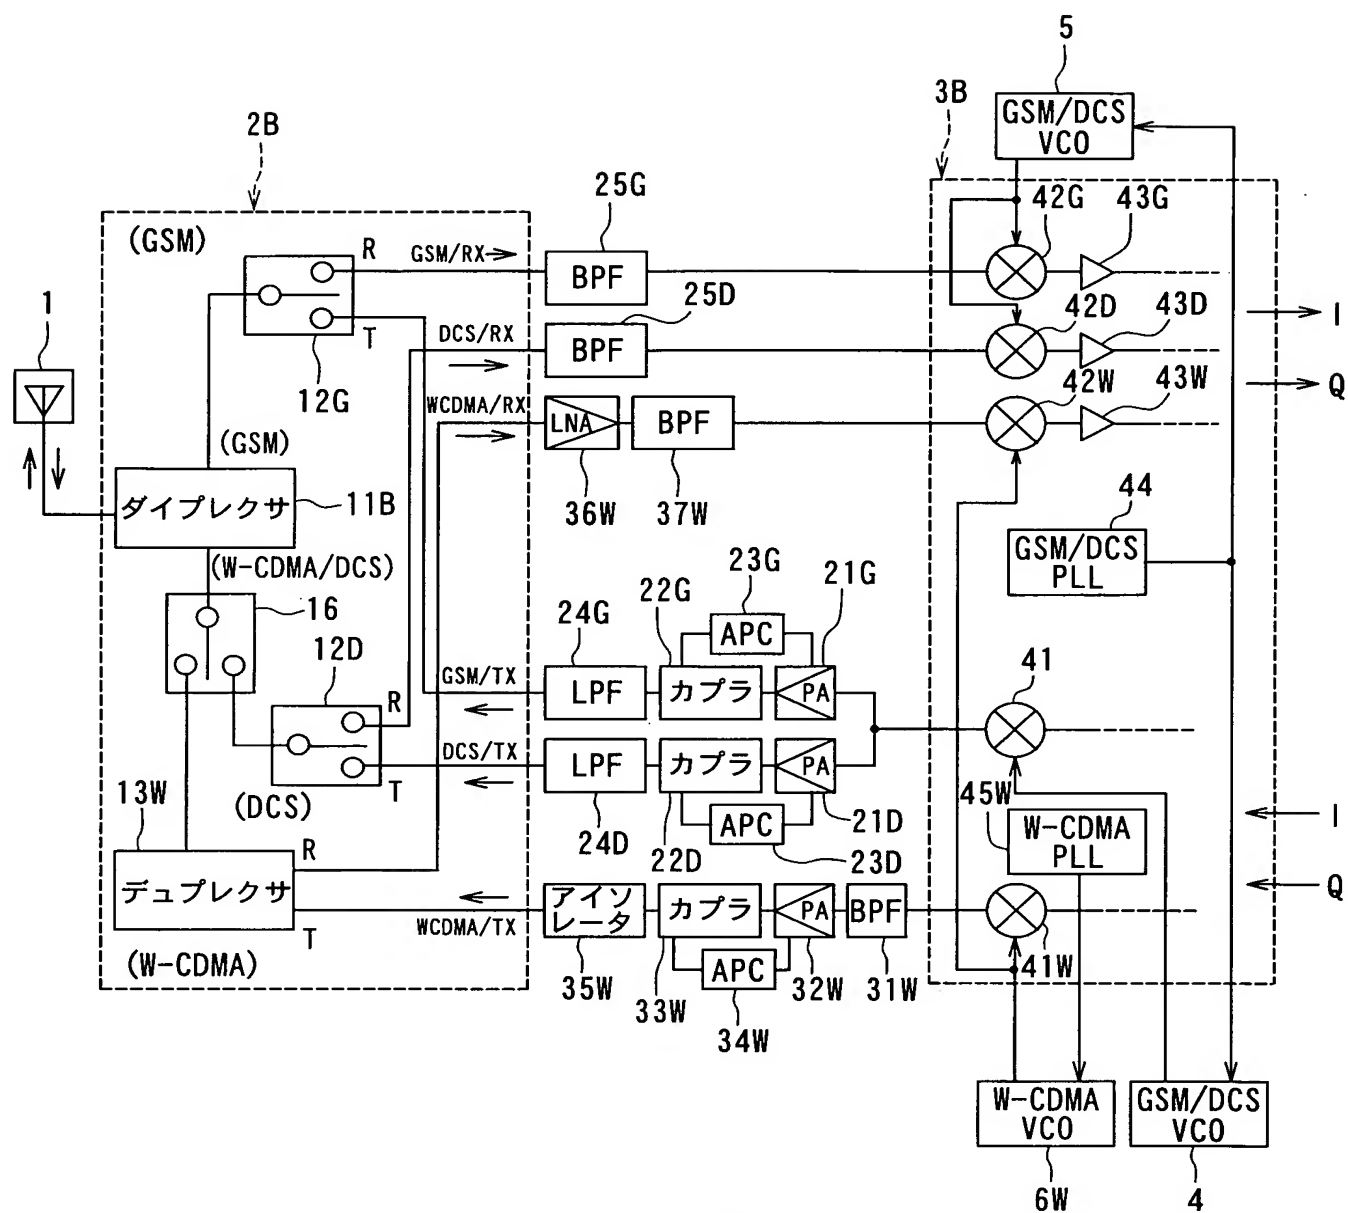 5
3B
GSM/DCS
VCO
2B
25G
42G
43G
(GSM)
R
GSM/RX
BPF
25D
1
T
12G
DCS/RX
BPF
42D
43D
I
WCDMA/RX
LNA
BPF
42W
43W
Q
(GSM)
ダイプレクサ
11B
36W
37W
44
GSM/DCS
PLL
(W-CDMA/DCS)
16
12D
23G
24G
22G
21G
APC
GSM/TX
LPF
カプラ
PA
41
R
DCS/TX
LPF
カプラ
PA
T
(DCS)
13W
24D
22D
APC
23D
21D
45W
W-CDMA
PLL
I
デュプレクサ
R
T
WCDMA/TX
アイソ
レータ
カプラ
PA
BPF
Q
(W-CDMA)
35W
33W
APC
34W
32W
31W
41W
W-CDMA
VCO
GSM/DCS
VCO
6W
4